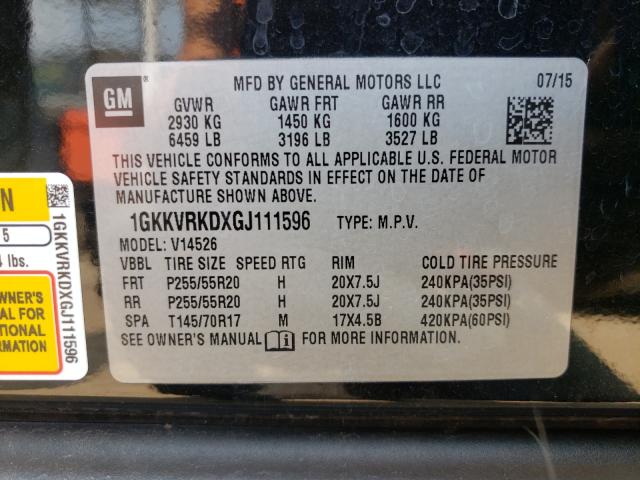 GM
MFD BY GENERAL MOTORS LLC 07/15
GVWR GAWR FRT GAWR RR
2930 KG 1450 KG 1600 KG
6459 LB 3196 LB 3527 LB
THIS VEHICLE CONFORMS TO ALL APPLICABLE U.S. FEDERAL MOTOR
VEHICLE SAFETY STANDARDS IN EFFECT ON THE DATE OF
MANUFACTURE SHOWN ABOVE.
1GKKVRKDXGJ111596 TYPE: M.P.V.
MODEL: V14526
VBBL TIRE SIZE SPEED RTG RIM COLD TIRE PRESSURE
FRT P255/55R20 H 20X7.5J 240KPA(35PSI)
RR P255/55R20 H 20X7.5J 240KPA(35PSI)
SPA T145/70R17 M 17X4.5B 420KPA(60PSI)
SEE OWNER'S MANUAL FOR MORE INFORMATION.
N
5
lbs.
OWNER'S
AL FOR
TIONAL
RMATION
1GKKVRKDXGJ111596